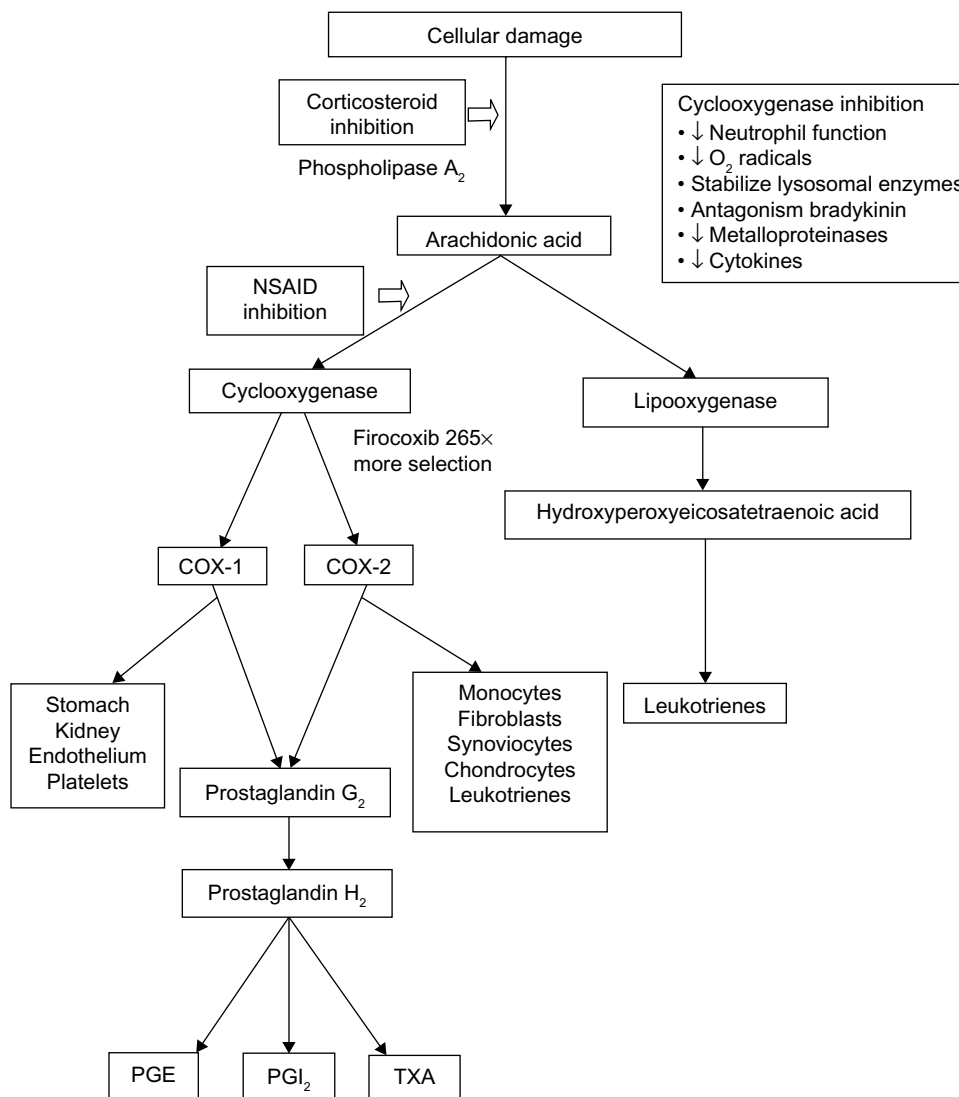 Cellular damage
Corticosteroid
inhibition
Phospholipase A₂
Cyclooxygenase inhibition
• ↓ Neutrophil function
• ↓ O₂ radicals
• Stabilize lysosomal enzymes
• Antagonism bradykinin
• ↓ Metalloproteinases
• ↓ Cytokines
Arachidonic acid
NSAID
inhibition
Cyclooxygenase
Lipooxygenase
Firocoxib 265×
more selection
Hydroxyperoxyeicosatetraenoic acid
COX-1
COX-2
Stomach
Kidney
Endothelium
Platelets
Monocytes
Fibroblasts
Synoviocytes
Chondrocytes
Leukotrienes
Leukotrienes
Prostaglandin G₂
Prostaglandin H₂
PGE
PGI₂
TXA